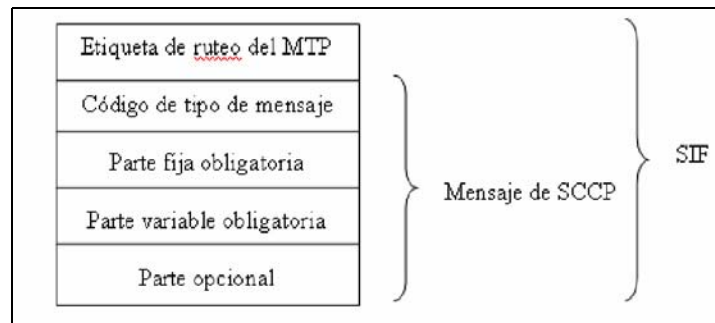 Etiqueta de ruteo del MTP
Código de tipo de mensaje
Parte fija obligatoria
Parte variable obligatoria
Parte opcional
Mensaje de SCCP
SIF